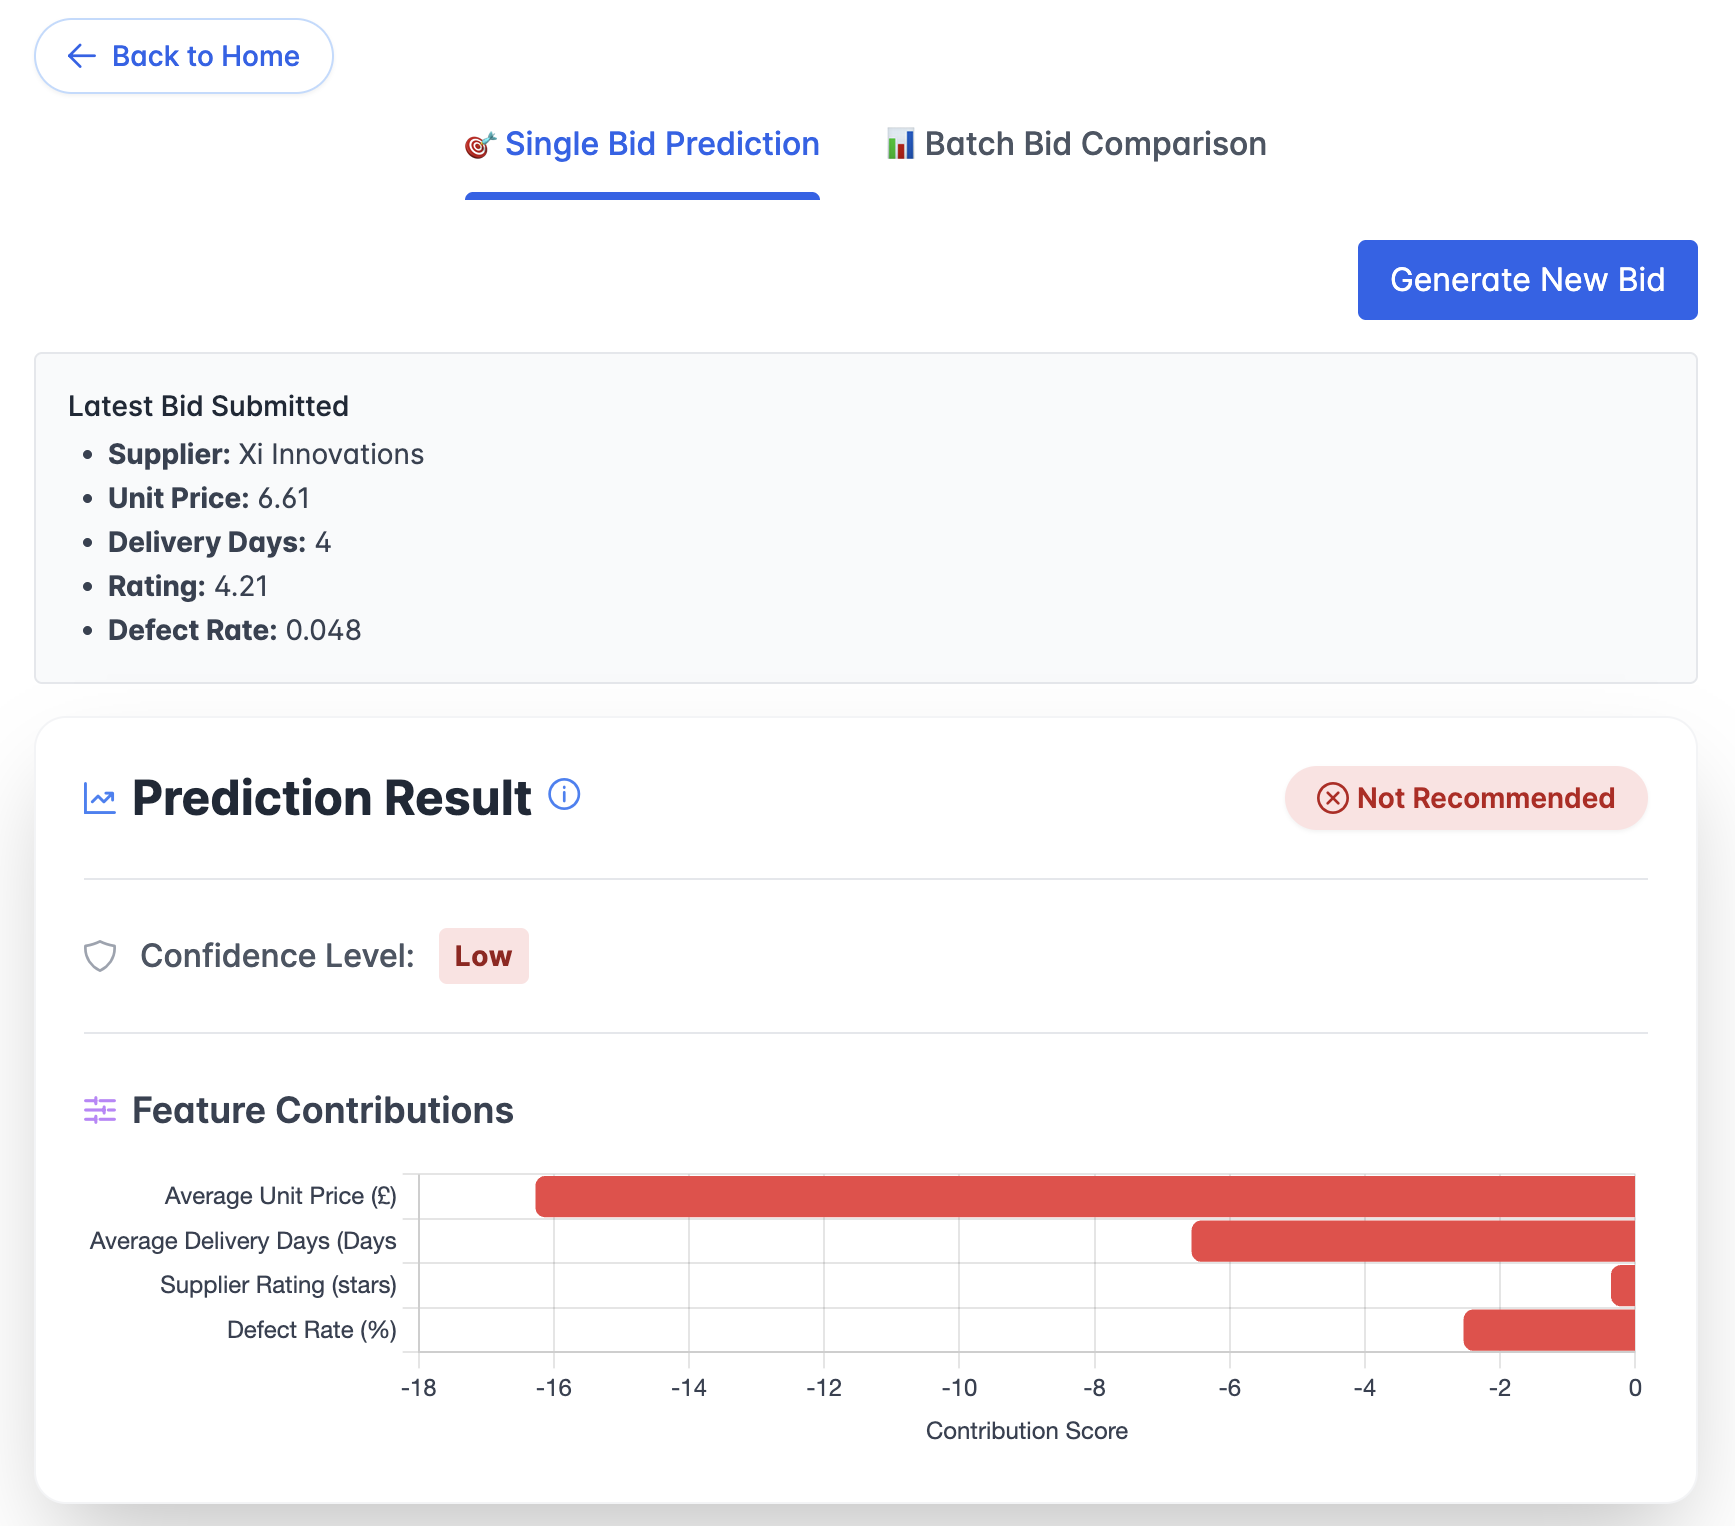 Back to Home
Single Bid Prediction
Batch Bid Comparison
Generate New Bid
Latest Bid Submitted
Supplier: Xi Innovations
Unit Price: 6.61
Delivery Days: 4
Rating: 4.21
Defect Rate: 0.048
Prediction Result
Not Recommended
Confidence Level: Low
Feature Contributions
Average Unit Price (£)
Average Delivery Days (Days
Supplier Rating (stars)
Defect Rate (%)
-18 -16 -14 -12 -10 -8 -6 -4 -2 0
Contribution Score